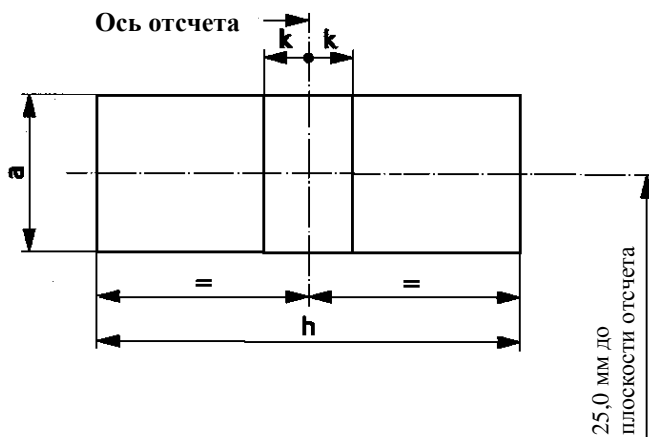 Ось отсчета
k k
a
= =
h
25,0 мм до
плоскости отсчета